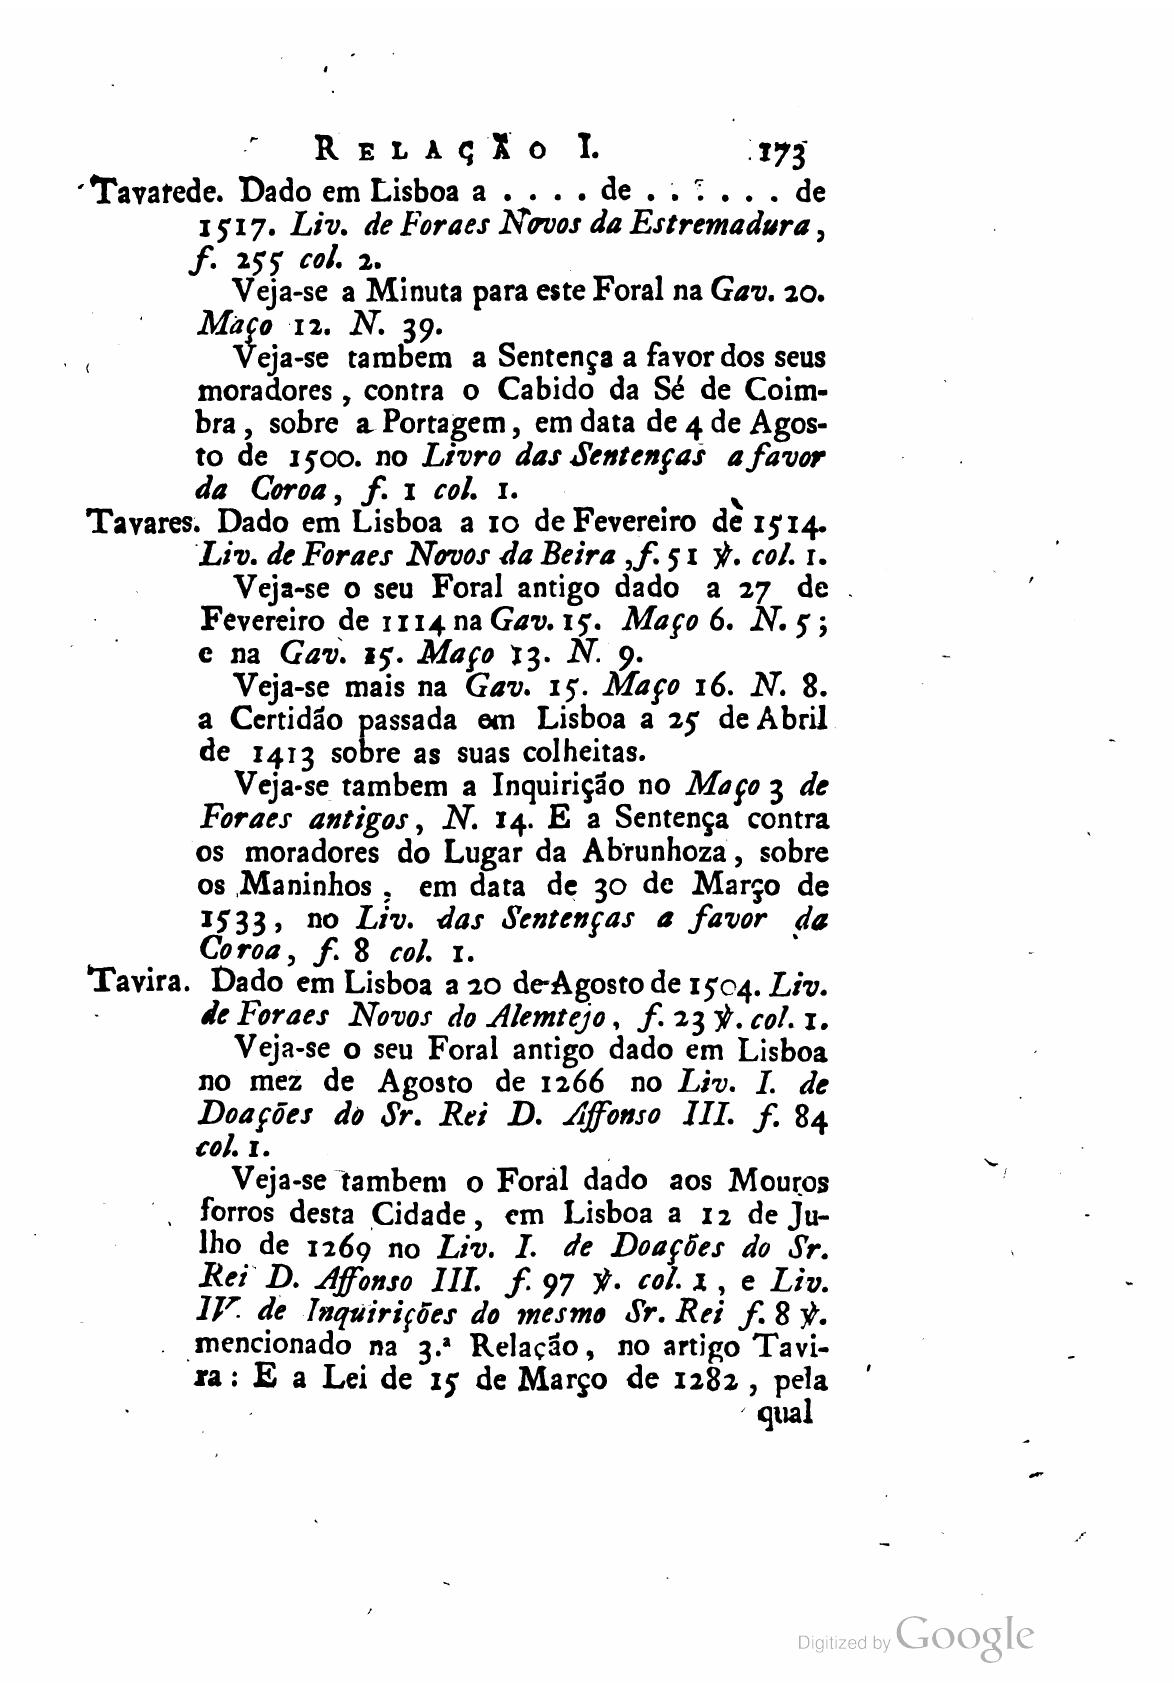 RELAÇÃO I. 173
Tavarede. Dado em Lisboa a . . . . de . . . . . . de
1517. Liv. de Foraes Novos da Estremadura,
f. 255 col. 2.
Veja-se a Minuta para este Foral na Gav. 20.
Maço 12. N. 39.
Veja-se tambem a Sentença a favor dos seus
moradores, contra o Cabido da Sé de Coim-
bra, sobre a Portagem, em data de 4 de Agos-
to de 1500. no Livro das Sentenças a favor
da Coroa, f. 1 col. 1.
Tavares. Dado em Lisboa a 10 de Fevereiro de 1514.
Liv. de Foraes Novos da Beira, f. 51 ℣. col. 1.
Veja-se o seu Foral antigo dado a 27 de
Fevereiro de 1114 na Gav. 15. Maço 6. N. 5;
e na Gav. 15. Maço 13. N. 9.
Veja-se mais na Gav. 15. Maço 16. N. 8.
a Certidão passada em Lisboa a 25 de Abril
de 1413 sobre as suas colheitas.
Veja-se tambem a Inquirição no Maço 3 de
Foraes antigos, N. 14. E a Sentença contra
os moradores do Lugar da Abrunhoza, sobre
os Maninhos, em data de 30 de Março de
1533, no Liv. das Sentenças a favor da
Coroa, f. 8 col. 1.
Tavira. Dado em Lisboa a 20 de Agosto de 1504. Liv.
de Foraes Novos do Alemtejo, f. 23 ℣. col. 1.
Veja-se o seu Foral antigo dado em Lisboa
no mez de Agosto de 1266 no Liv. I. de
Doações do Sr. Rei D. Affonso III. f. 84
col. 1.
Veja-se tambem o Foral dado aos Mouros
forros desta Cidade, em Lisboa a 12 de Ju-
lho de 1269 no Liv. I. de Doações do Sr.
Rei D. Affonso III. f. 97 ℣. col. 1, e Liv.
IV. de Inquirições do mesmo Sr. Rei f. 8 ℣.
mencionado na 3.ª Relação, no artigo Tavi-
ra: E a Lei de 15 de Março de 1282, pela
qual
Digitized by Google